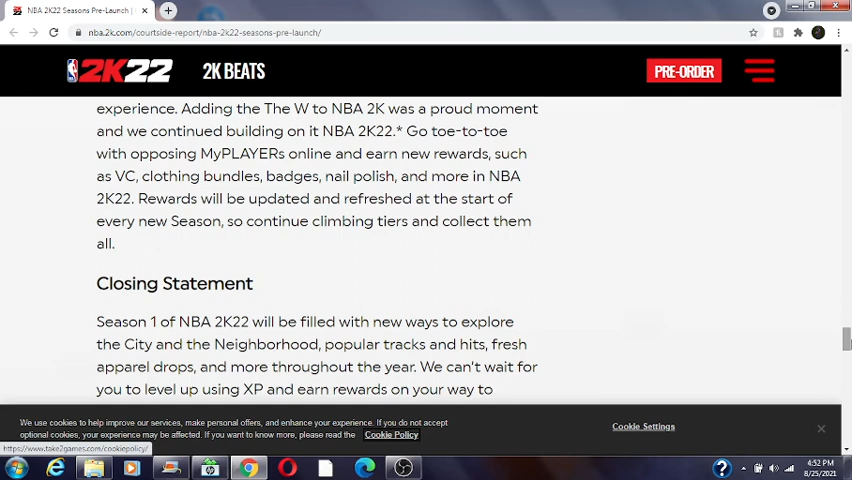 NBA 2K22 Seasons Pre-Launch
nba.2k.com/courtside-report/nba-2k22-seasons-pre-launch/
2K22
2K BEATS
PRE-ORDER
experience. Adding the The W to NBA 2K was a proud moment
and we continued building on it NBA 2K22.* Go toe-to-toe
with opposing MyPLAYERs online and earn new rewards, such
as VC, clothing bundles, badges, nail polish, and more in NBA
2K22. Rewards will be updated and refreshed at the start of
every new Season, so continue climbing tiers and collect them
all.
Closing Statement
Season 1 of NBA 2K22 will be filled with new ways to explore
the City and the Neighborhood, popular tracks and hits, fresh
apparel drops, and more throughout the year. We can't wait for
you to level up using XP and earn rewards on your way to
We use cookies to help improve our services, make personal offers, and enhance your experience. If you do not accept
optional cookies, your experience may be affected. If you want to know more, please read the Cookie Policy
Cookie Settings
https://www.take2games.com/cookiepolicy/
4:52 PM
8/25/2021